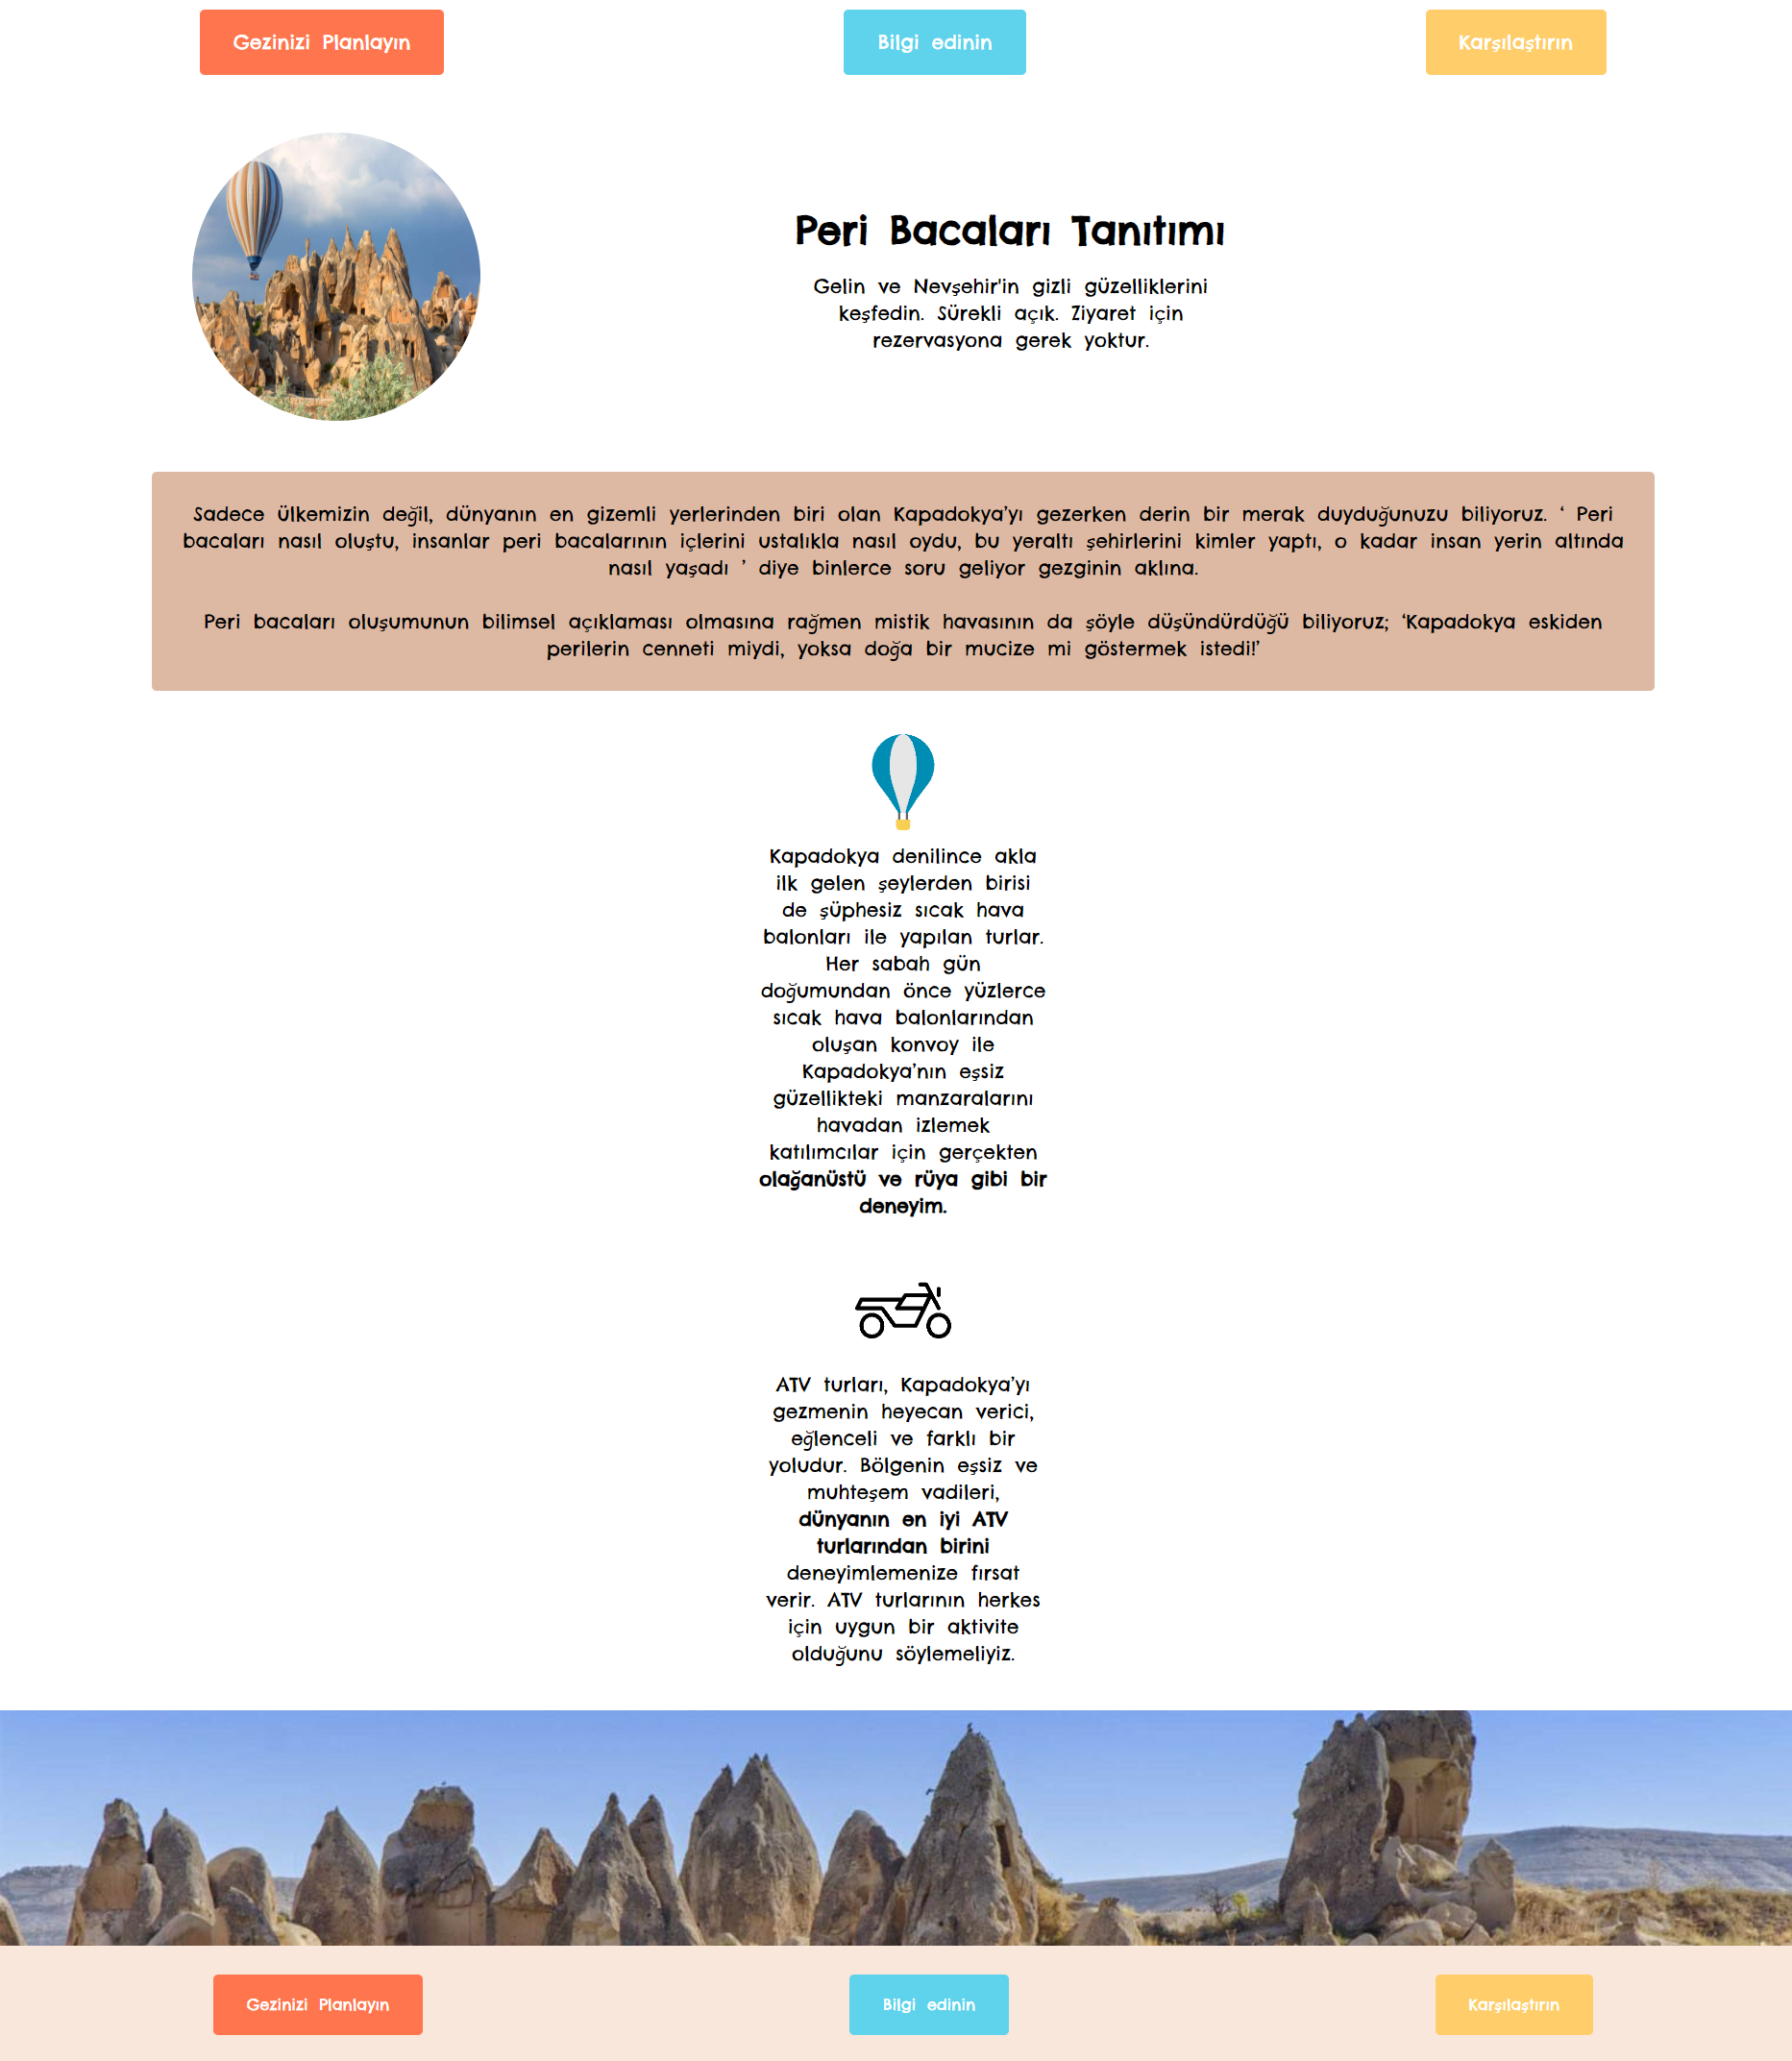 Gezinizi Planlayın
Bilgi edinin
Karşılaştırın
Peri Bacaları Tanıtımı
Gelin ve Nevşehir'in gizli güzelliklerini
keşfedin. Sürekli açık. Ziyaret için
rezervasyona gerek yoktur.
Sadece ülkemizin değil, dünyanın en gizemli yerlerinden biri olan Kapadokya’yı gezerken derin bir merak duyduğunuzu biliyoruz. ‘ Peri
bacaları nasıl oluştu, insanlar peri bacalarının içlerini ustalıkla nasıl oydu, bu yeraltı şehirlerini kimler yaptı, o kadar insan yerin altında
nasıl yaşadı ’ diye binlerce soru geliyor gezginin aklına.
Peri bacaları oluşumunun bilimsel açıklaması olmasına rağmen mistik havasının da şöyle düşündürdüğü biliyoruz; ‘Kapadokya eskiden
perilerin cenneti miydi, yoksa doğa bir mucize mi göstermek istedi!’
Kapadokya denilince akla
ilk gelen şeylerden birisi
de şüphesiz sıcak hava
balonları ile yapılan turlar.
Her sabah gün
doğumundan önce yüzlerce
sıcak hava balonlarından
oluşan konvoy ile
Kapadokya’nın eşsiz
güzellikteki manzaralarını
havadan izlemek
katılımcılar için gerçekten
olağanüstü ve rüya gibi bir
deneyim.
ATV turları, Kapadokya’yı
gezmenin heyecan verici,
eğlenceli ve farklı bir
yoludur. Bölgenin eşsiz ve
muhteşem vadileri,
dünyanın en iyi ATV
turlarından birini
deneyimlemenize fırsat
verir. ATV turlarının herkes
için uygun bir aktivite
olduğunu söylemeliyiz.
Gezinizi Planlayın
Bilgi edinin
Karşılaştırın